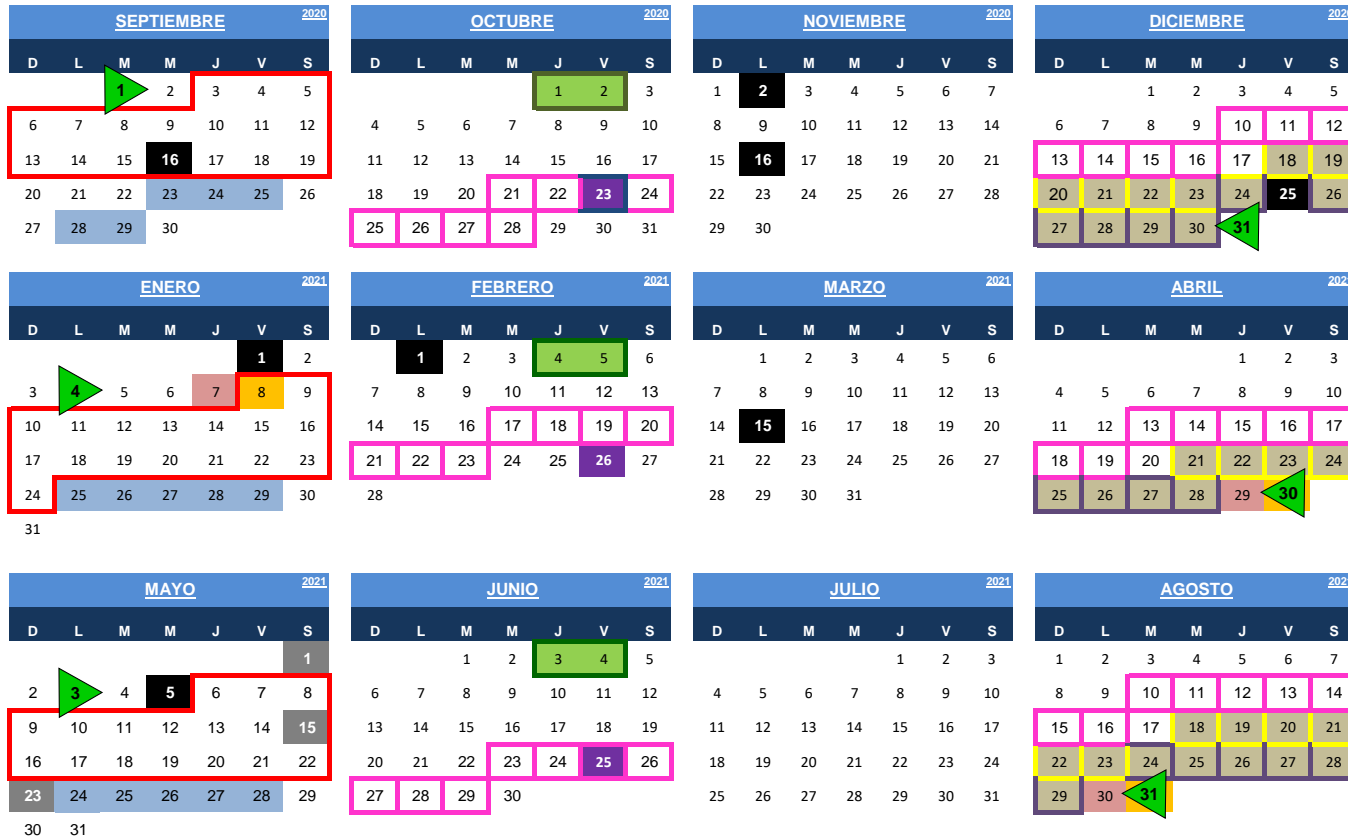 SEPTIEMBRE 2020
D L M M J V S
1 2 3 4 5
6 7 8 9 10 11 12
13 14 15 16 17 18 19
20 21 22 23 24 25 26
27 28 29 30
OCTUBRE 2020
D L M M J V S
1 2 3
4 5 6 7 8 9 10
11 12 13 14 15 16 17
18 19 20 21 22 23 24
25 26 27 28 29 30 31
NOVIEMBRE 2020
D L M M J V S
1 2 3 4 5 6 7
8 9 10 11 12 13 14
15 16 17 18 19 20 21
22 23 24 25 26 27 28
29 30
DICIEMBRE 2020
D L M M J V S
1 2 3 4 5
6 7 8 9 10 11 12
13 14 15 16 17 18 19
20 21 22 23 24 25 26
27 28 29 30 31
ENERO 2021
D L M M J V S
1 2
3 4 5 6 7 8 9
10 11 12 13 14 15 16
17 18 19 20 21 22 23
24 25 26 27 28 29 30
31
FEBRERO 2021
D L M M J V S
1 2 3 4 5 6
7 8 9 10 11 12 13
14 15 16 17 18 19 20
21 22 23 24 25 26 27
28
MARZO 2021
D L M M J V S
1 2 3 4 5 6
7 8 9 10 11 12 13
14 15 16 17 18 19 20
21 22 23 24 25 26 27
28 29 30 31
ABRIL 2021
D L M M J V S
1 2 3
4 5 6 7 8 9 10
11 12 13 14 15 16 17
18 19 20 21 22 23 24
25 26 27 28 29 30
MAYO 2021
D L M M J V S
1
2 3 4 5 6 7 8
9 10 11 12 13 14 15
16 17 18 19 20 21 22
23 24 25 26 27 28 29
30 31
JUNIO 2021
D L M M J V S
1 2 3 4 5
6 7 8 9 10 11 12
13 14 15 16 17 18 19
20 21 22 23 24 25 26
27 28 29 30
JULIO 2021
D L M M J V S
1 2 3
4 5 6 7 8 9 10
11 12 13 14 15 16 17
18 19 20 21 22 23 24
25 26 27 28 29 30 31
AGOSTO 2021
D L M M J V S
1 2 3 4 5 6 7
8 9 10 11 12 13 14
15 16 17 18 19 20 21
22 23 24 25 26 27 28
29 30 31